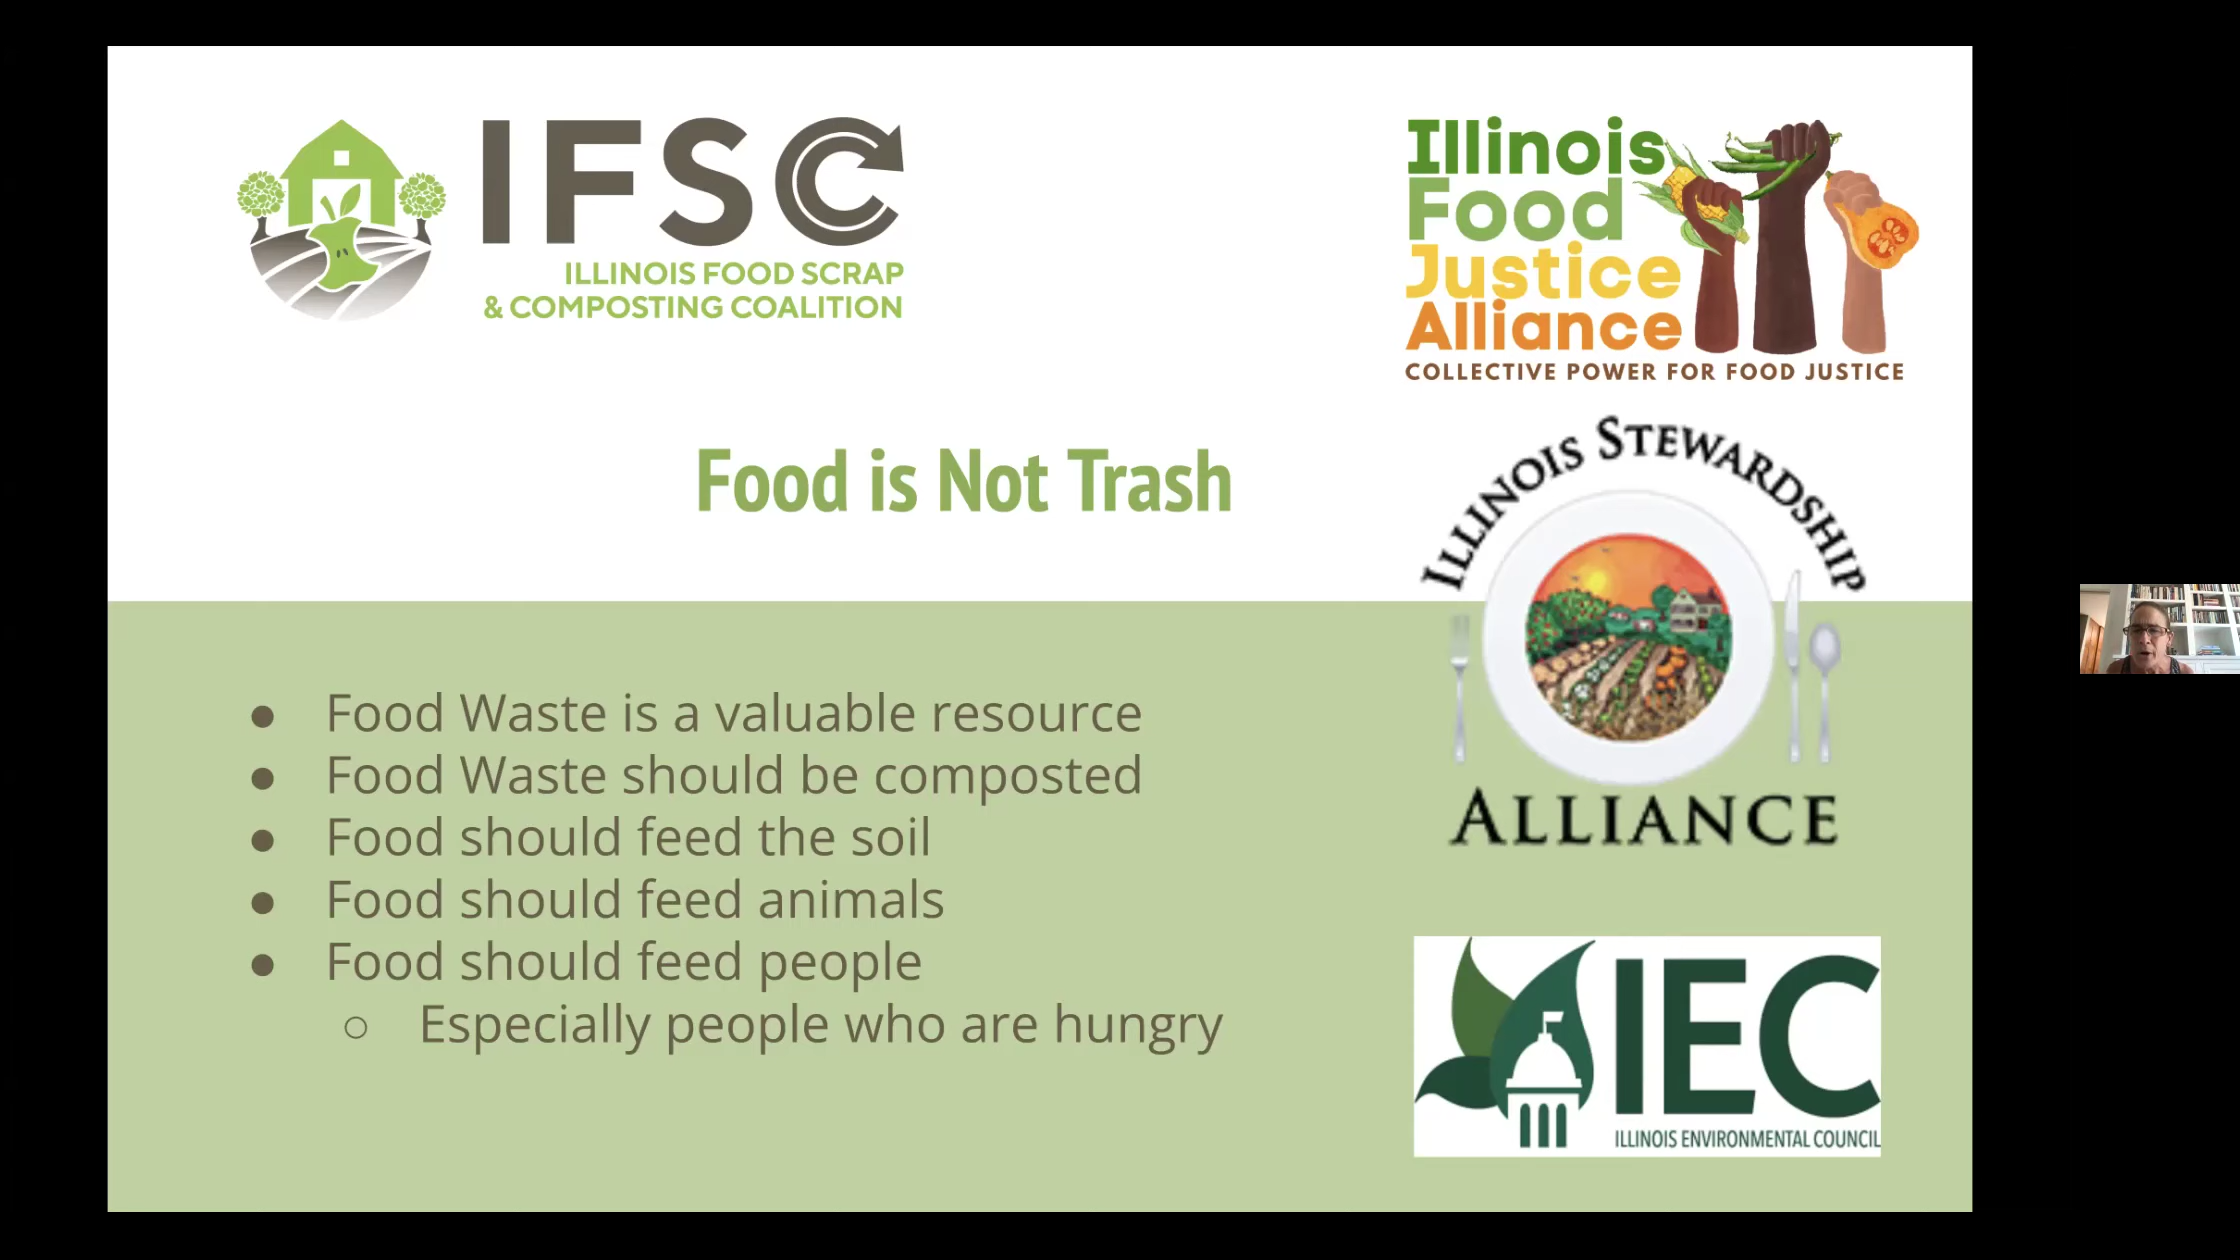 IFSC
ILLINOIS FOOD SCRAP
& COMPOSTING COALITION
Illinois
Food
Justice
Alliance
COLLECTIVE POWER FOR FOOD JUSTICE
Food is Not Trash
ILLINOIS STEWARDSHIP
ALLIANCE
● Food Waste is a valuable resource
● Food Waste should be composted
● Food should feed the soil
● Food should feed animals
● Food should feed people
○ Especially people who are hungry
IEC
ILLINOIS ENVIRONMENTAL COUNCIL